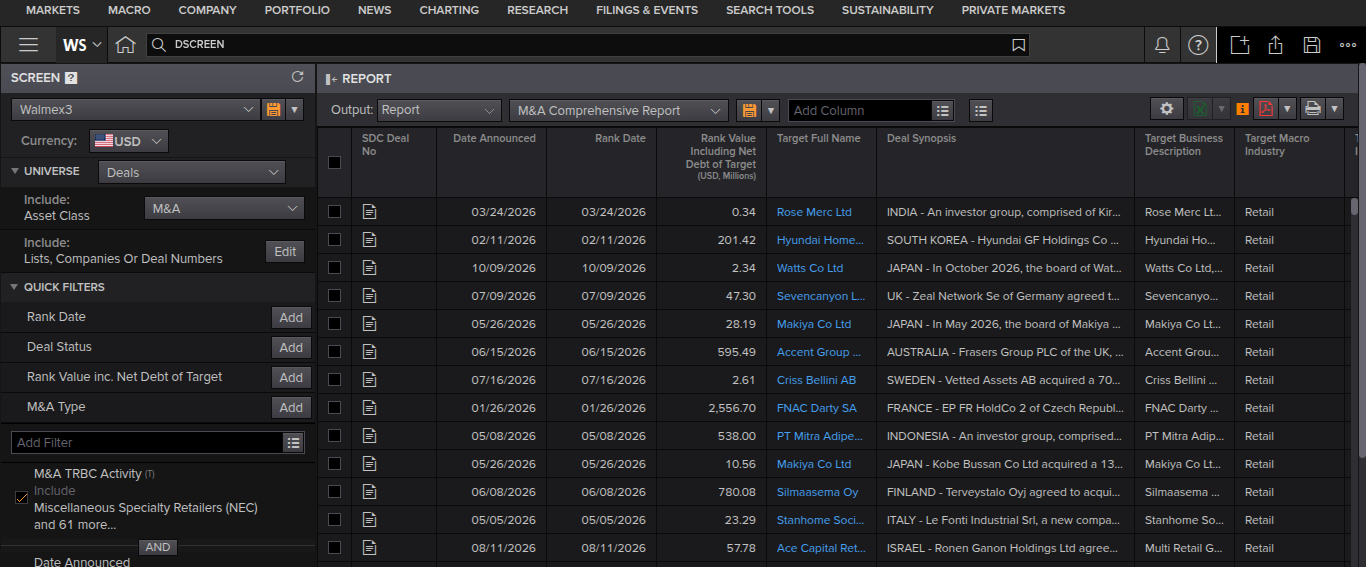 MARKETS MACRO COMPANY PORTFOLIO NEWS CHARTING RESEARCH FILINGS & EVENTS SEARCH TOOLS SUSTAINABILITY PRIVATE MARKETS
WS DSCREEN ?
SCREEN ?
Walmex3
Currency: USD
UNIVERSE Deals
Include:
Asset Class
M&A
Include:
Lists, Companies Or Deal Numbers
Edit
QUICK FILTERS
Rank Date Add
Deal Status Add
Rank Value inc. Net Debt of Target Add
M&A Type Add
Add Filter
M&A TRBC Activity (T)
Include
Miscellaneous Specialty Retailers (NEC)
and 61 more...
AND
Date Announced
REPORT
Output: Report M&A Comprehensive Report Add Column
SDC Deal No
Date Announced
Rank Date
Rank Value Including Net Debt of Target (USD, Millions)
Target Full Name
Deal Synopsis
Target Business Description
Target Macro Industry
03/24/2026 03/24/2026 0.34 Rose Merc Ltd INDIA - An investor group, comprised of Kir... Rose Merc Lt... Retail
02/11/2026 02/11/2026 201.42 Hyundai Home... SOUTH KOREA - Hyundai GF Holdings Co ... Hyundai Ho... Retail
10/09/2026 10/09/2026 2.34 Watts Co Ltd JAPAN - In October 2026, the board of Wat... Watts Co Ltd,... Retail
07/09/2026 07/09/2026 47.30 Sevencanyon L... UK - Zeal Network Se of Germany agreed t... Sevencanyo... Retail
05/26/2026 05/26/2026 28.19 Makiya Co Ltd JAPAN - In May 2026, the board of Makiya ... Makiya Co Lt... Retail
06/15/2026 06/15/2026 595.49 Accent Group ... AUSTRALIA - Frasers Group PLC of the UK, ... Accent Grou... Retail
07/16/2026 07/16/2026 2.61 Criss Bellini AB SWEDEN - Vetted Assets AB acquired a 70... Criss Bellini ... Retail
01/26/2026 01/26/2026 2,556.70 FNAC Darty SA FRANCE - EP FR HoldCo 2 of Czech Republ... FNAC Darty ... Retail
05/08/2026 05/08/2026 538.00 PT Mitra Adipe... INDONESIA - An investor group, comprised... PT Mitra Adip... Retail
05/26/2026 05/26/2026 10.56 Makiya Co Ltd JAPAN - Kobe Bussan Co Ltd acquired a 13... Makiya Co Lt... Retail
06/08/2026 06/08/2026 780.08 Silmaasema Oy FINLAND - Terveystalo Oyj agreed to acqui... Silmaasema ... Retail
05/05/2026 05/05/2026 23.29 Stanhome Soci... ITALY - Le Fonti Industrial Srl, a new compa... Stanhome So... Retail
08/11/2026 08/11/2026 57.78 Ace Capital Ret... ISRAEL - Ronen Ganon Holdings Ltd agree... Multi Retail G... Retail